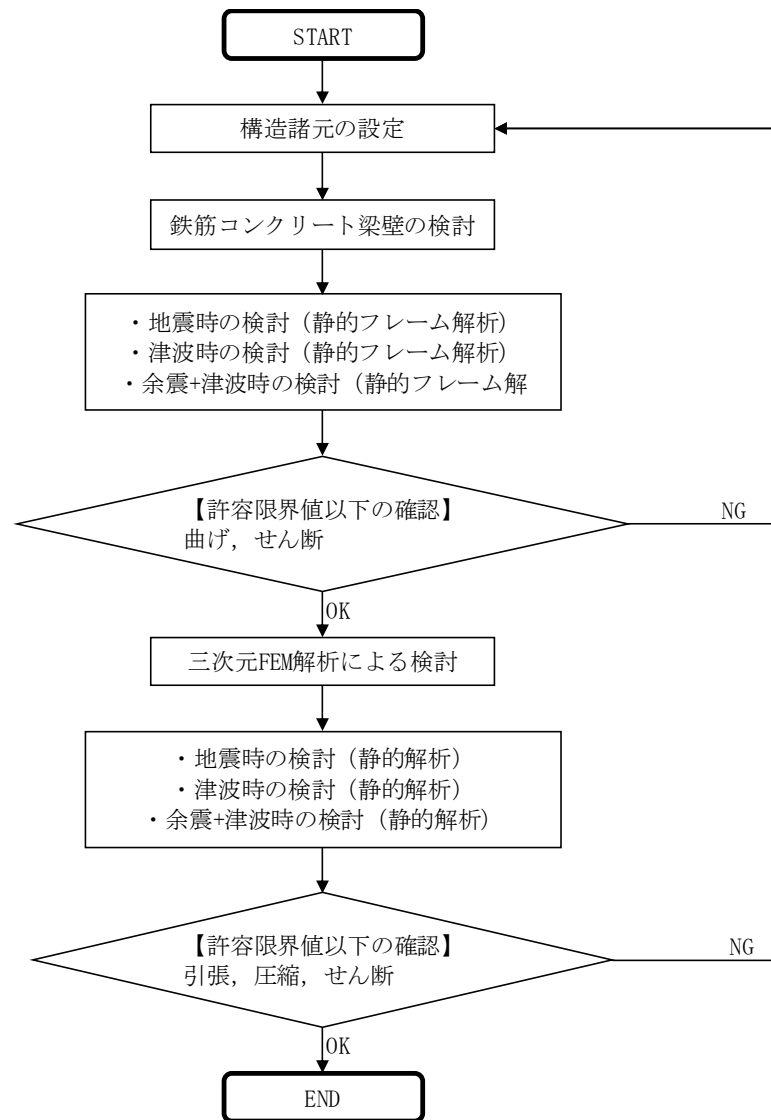 START
構造諸元の設定
鉄筋コンクリート梁壁の検討
・地震時の検討（静的フレーム解析）
・津波時の検討（静的フレーム解析）
・余震+津波時の検討（静的フレーム解
【許容限界値以下の確認】
曲げ，せん断
NG
OK
三次元FEM解析による検討
・地震時の検討（静的解析）
・津波時の検討（静的解析）
・余震+津波時の検討（静的解析）
【許容限界値以下の確認】
引張，圧縮，せん断
NG
OK
END